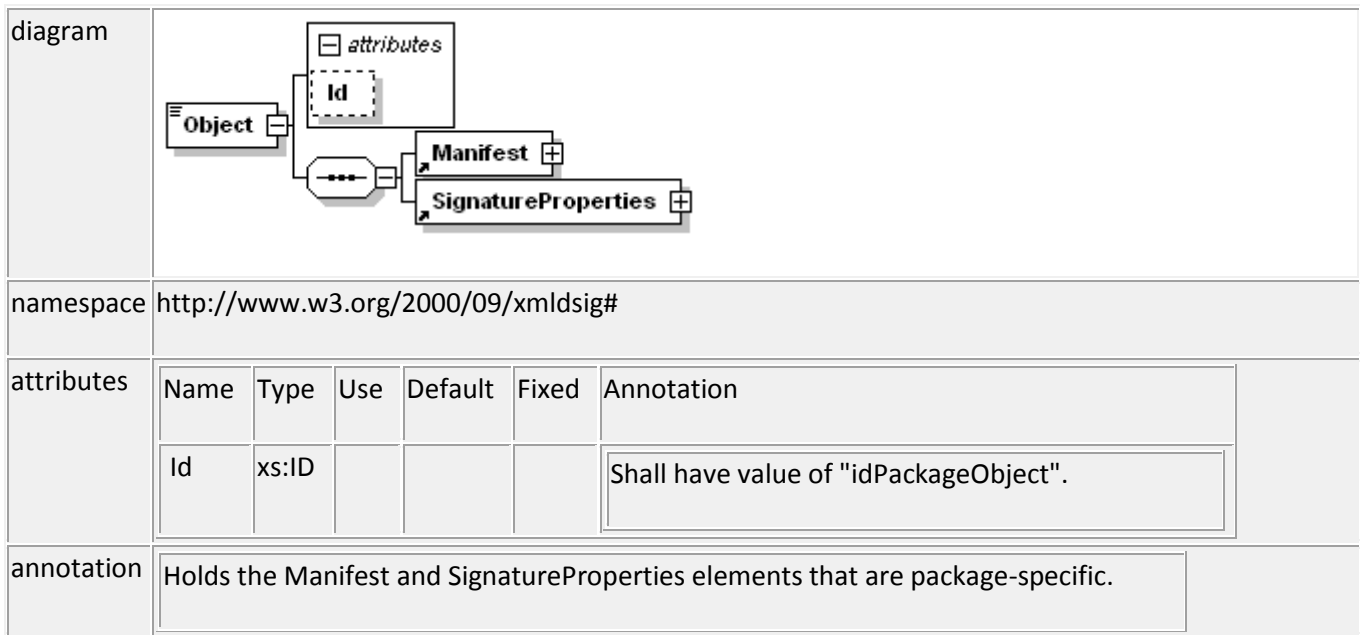 diagram
attributes
Id
Object
Manifest
SignatureProperties
namespace http://www.w3.org/2000/09/xmldsig#
attributes Name Type Use Default Fixed Annotation
Id xs:ID Shall have value of "idPackageObject".
annotation Holds the Manifest and SignatureProperties elements that are package-specific.